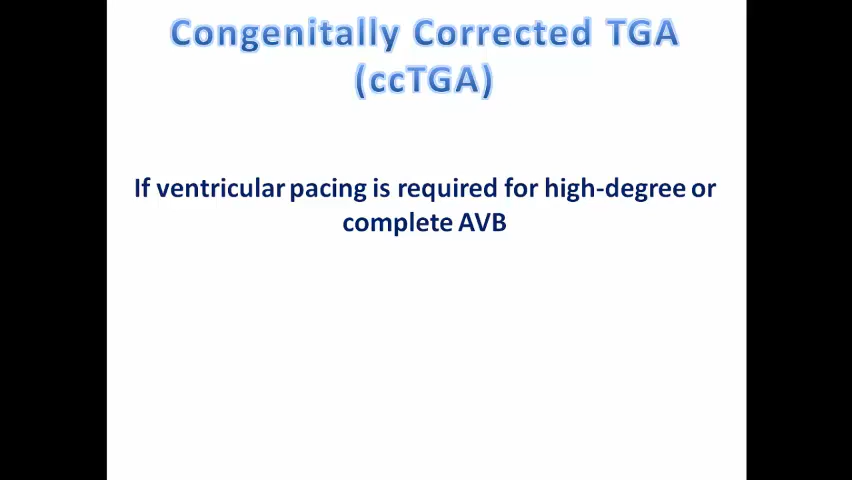 Congenitally Corrected TGA
(ccTGA)
If ventricular pacing is required for high-degree or
complete AVB